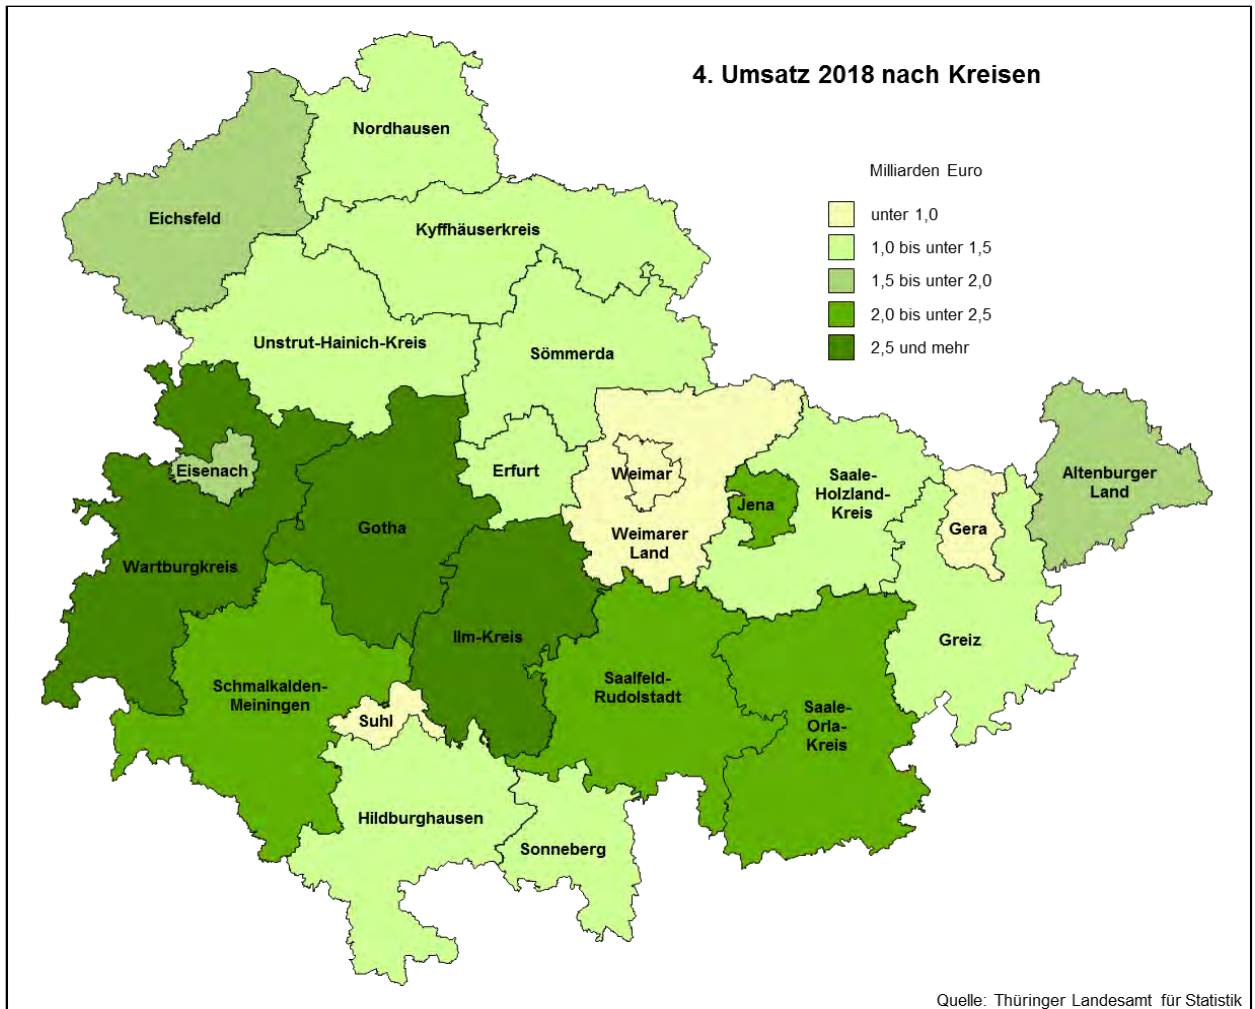 4. Umsatz 2018 nach Kreisen
Milliarden Euro
unter 1,0
1,0 bis unter 1,5
1,5 bis unter 2,0
2,0 bis unter 2,5
2,5 und mehr
Nordhausen
Eichsfeld
Kyffhäuserkreis
Unstrut-Hainich-Kreis
Sömmerda
Eisenach
Erfurt
Weimar
Saale-
Holzland-
Kreis
Altenburger
Land
Jena
Gotha
Weimarer
Land
Gera
Wartburgkreis
Ilm-Kreis
Greiz
Schmalkalden-
Meiningen
Saalfeld-
Rudolstadt
Suhl
Saale-
Orla-
Kreis
Hildburghausen
Sonneberg
Quelle: Thüringer Landesamt für Statistik